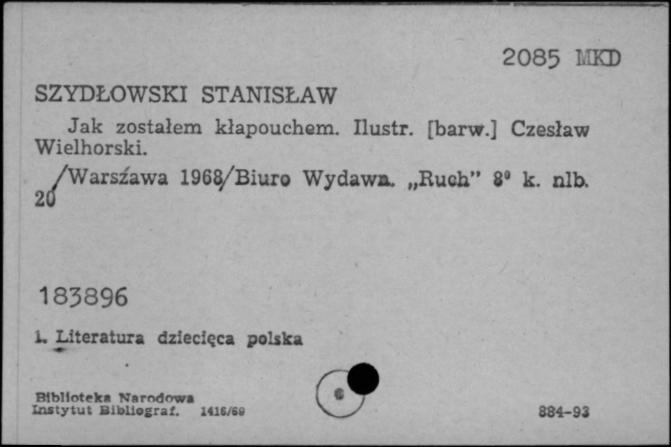 2085 MKD
SZYDŁOWSKI STANISŁAW
Jak zostałem kłapouchem. Ilustr. [barw.] Czesław
Wielhorski.
/Warszawa 1968/Biuro Wydawn. „Ruch” 8° k. nlb.
20
183896
1. Literatura dziecięca polska
Biblioteka Narodowa
Instytut Bibliograf. 1416/69
884-93